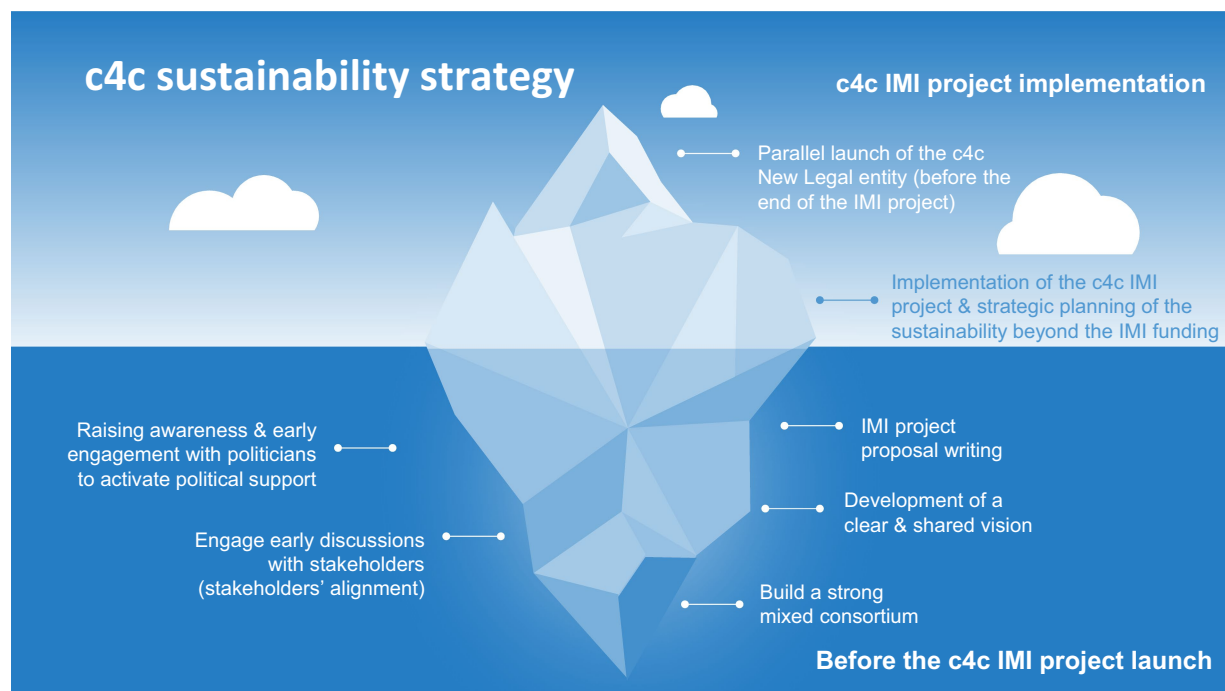 c4c sustainability strategy
c4c IMI project implementation
Parallel launch of the c4c
New Legal entity (before the
end of the IMI project)
Implementation of the c4c IMI
project & strategic planning of the
sustainability beyond the IMI funding
Raising awareness & early
engagement with politicians
to activate political support
IMI project
proposal writing
Development of a
clear & shared vision
Engage early discussions
with stakeholders
(stakeholders’ alignment)
Build a strong
mixed consortium
Before the c4c IMI project launch